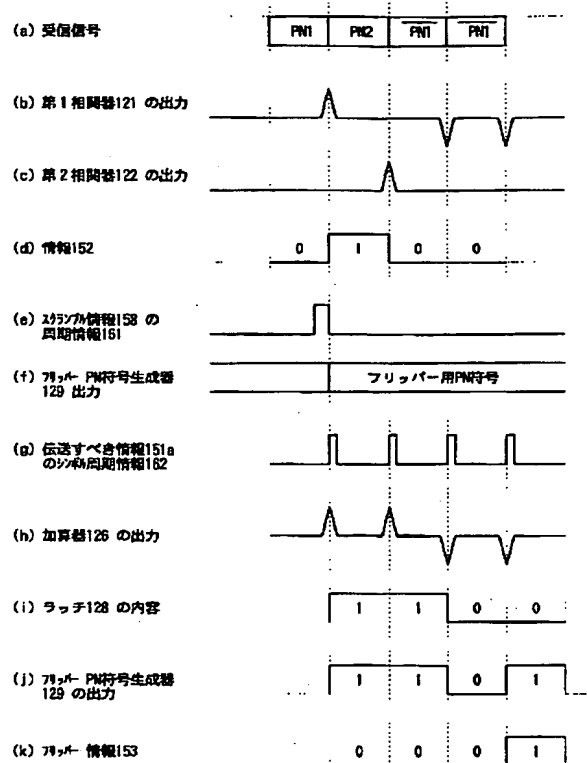 (a) 受信信号
PN1 PN2 PN1 PN1
(b) 第1相関器121 の出力
(c) 第2相関器122 の出力
(d) 情報152
0 1 0 0
(e) スクランブル情報158 の
周期情報161
(f) フリッパー PN符号生成器
129 出力
フリッパー用PN符号
(g) 伝送すべき情報151a
のシンボル周期情報162
(h) 加算器126 の出力
(i) ラッチ128 の内容
1 1 0 0
(j) フリッパー PN符号生成器
129 の出力
1 1 0 1
(k) フリッパー 情報153
0 0 0 1